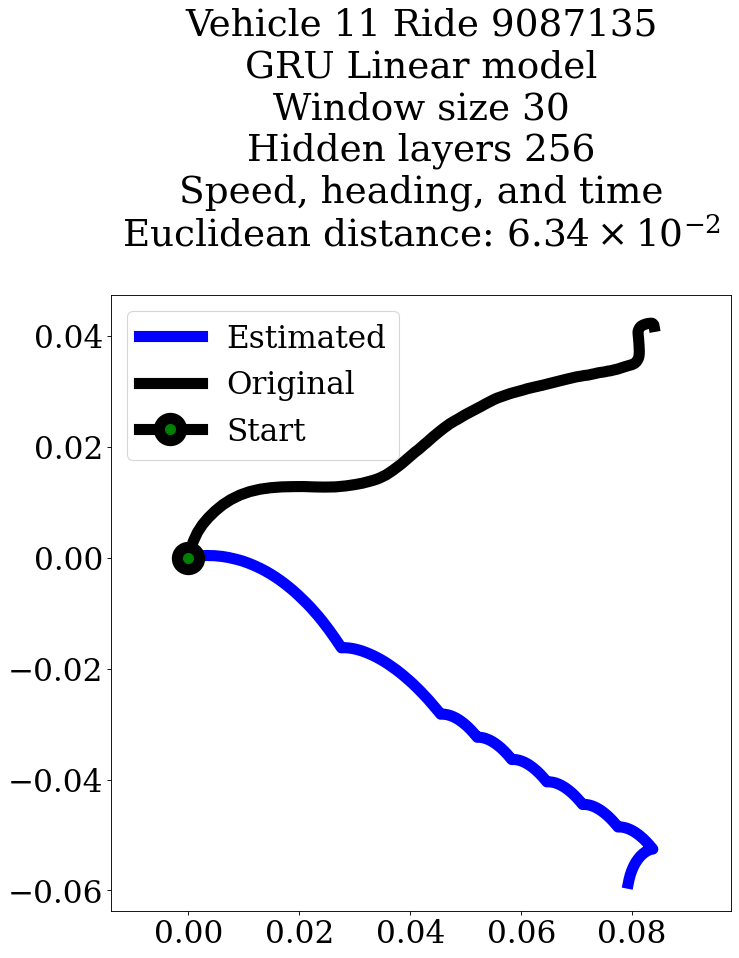 Vehicle 11 Ride 9087135
GRU Linear model
Window size 30
Hidden layers 256
Speed, heading, and time
Euclidean distance: 6.34 × 10⁻²
Estimated
Original
Start
0.04
0.02
0.00
−0.02
−0.04
−0.06
0.00 0.02 0.04 0.06 0.08